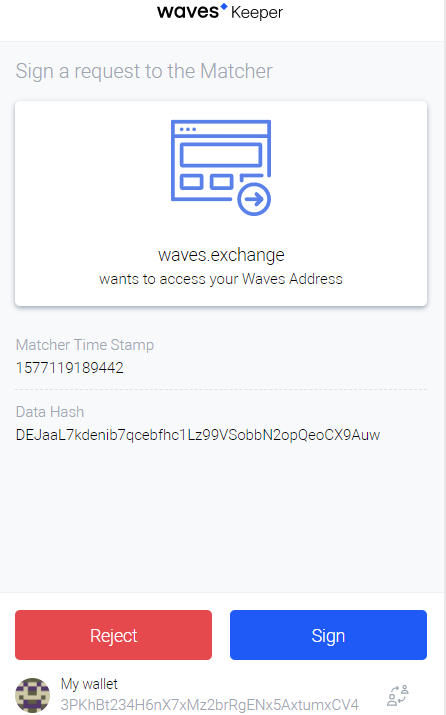 waves Keeper
Sign a request to the Matcher
waves.exchange
wants to access your Waves Address
Matcher Time Stamp
1577119189442
Data Hash
DEJaaL7kdenib7qcebfhc1Lz99VSobbN2opQeoCX9Auw
Reject
Sign
My wallet
3PKhBt234H6nX7xMz2brRgENx5AxtumxCV4